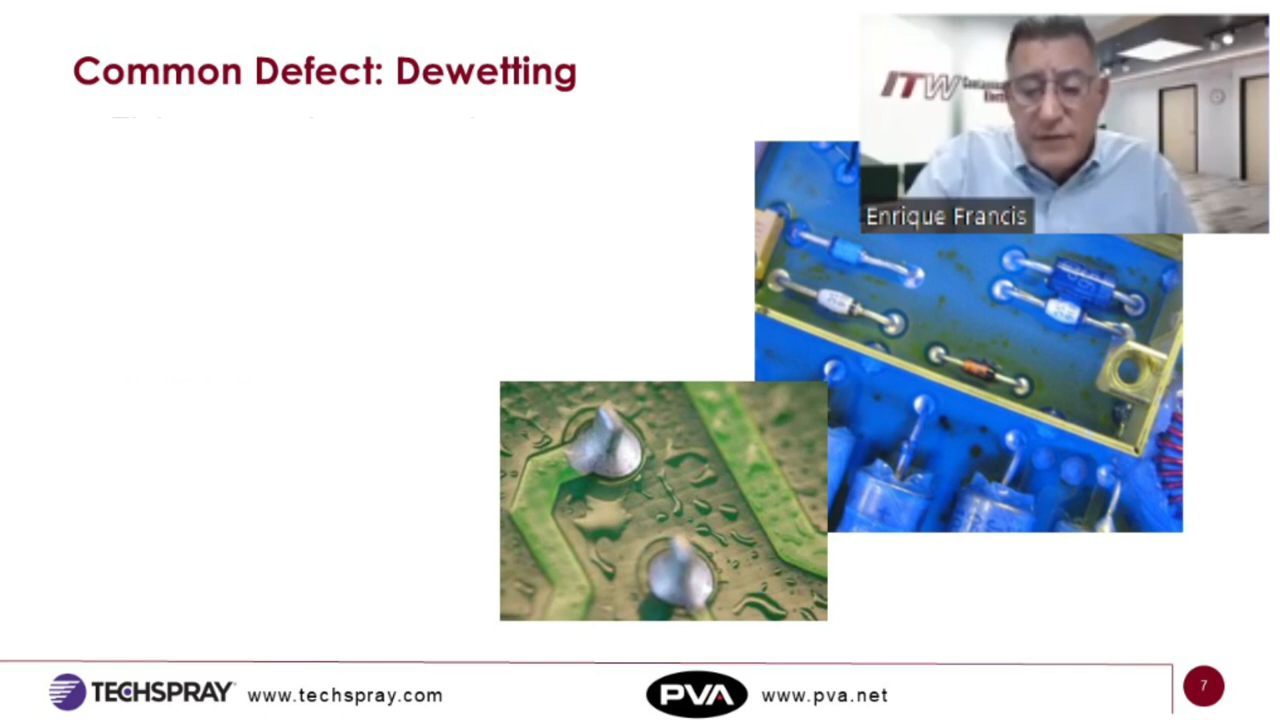 Common Defect: Dewetting
ITW
Enrique Francis
TECHSPRAY
www.techspray.com
PVA
www.pva.net
7